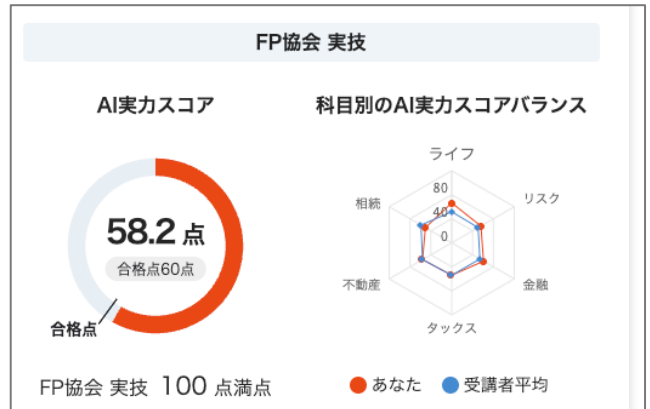 FP協会 実技
AI実力スコア
58.2 点
合格点60点
合格点
FP協会 実技 100 点満点
科目別のAI実力スコアバランス
ライフ
リスク
金融
タックス
不動産
相続
80
40
0
あなた
受講者平均